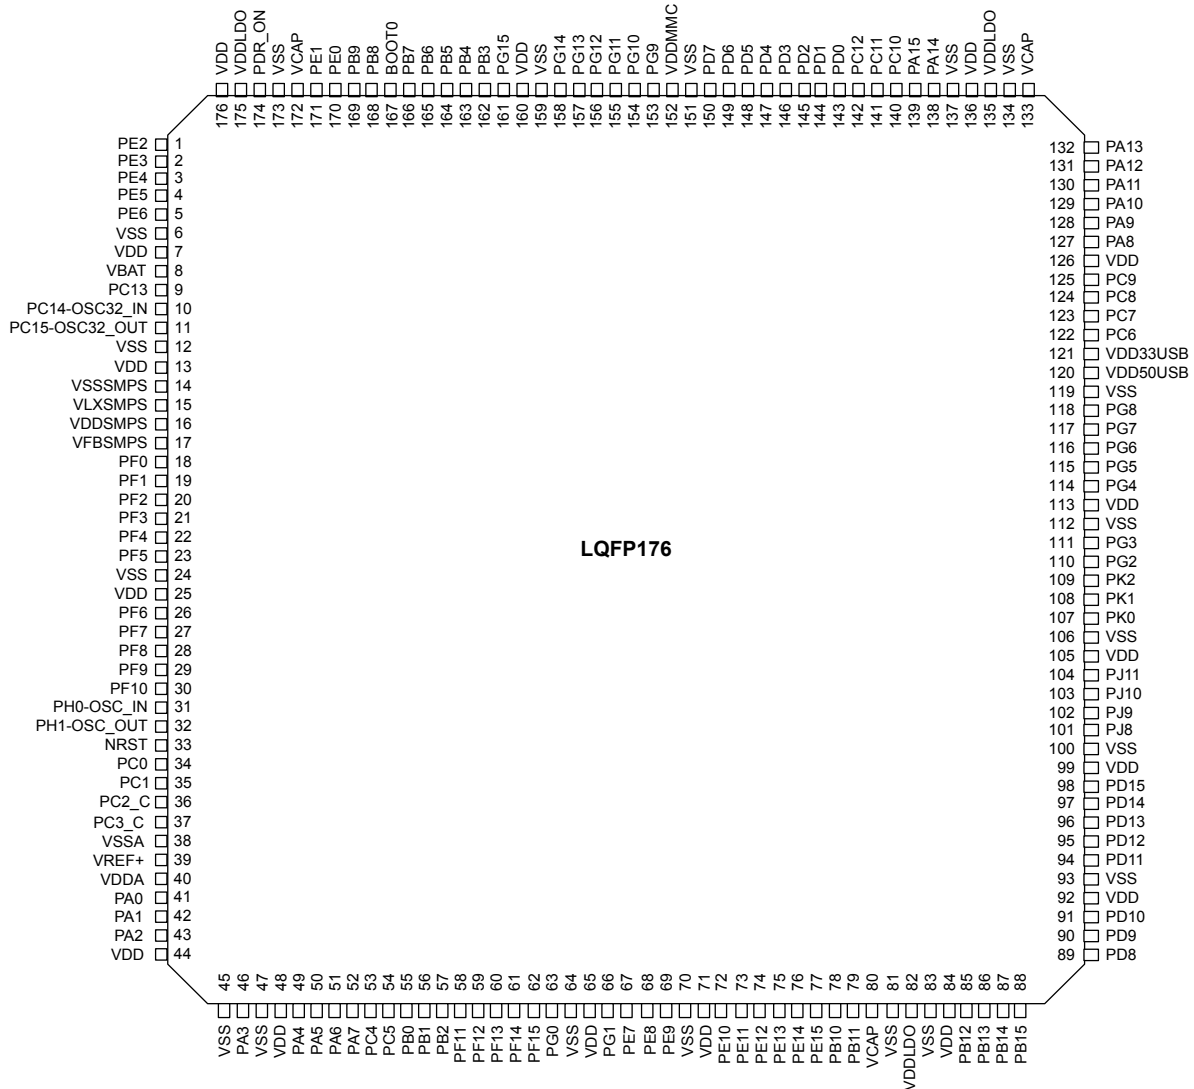 VDD VDDLDO PDR_ON VSS VCAP PE1 PE0 PB9 PB8 BOOT0 PB7 PB6 PB5 PB4 PB3 PG15 VDD VSS PG14 PG13 PG12 PG11 PG10 PG9 VDDMMC VSS PD7 PD6 PD5 PD4 PD3 PD2 PD1 PD0 PC12 PC11 PC10 PA15 PA14 VSS VDD VDDLDO VSS VCAP
176 175 174 173 172 171 170 169 168 167 166 165 164 163 162 161 160 159 158 157 156 155 154 153 152 151 150 149 148 147 146 145 144 143 142 141 140 139 138 137 136 135 134 133
PE2 1
PE3 2
PE4 3
PE5 4
PE6 5
VSS 6
VDD 7
VBAT 8
PC13 9
PC14-OSC32_IN 10
PC15-OSC32_OUT 11
VSS 12
VDD 13
VSSSMPS 14
VLXSMPS 15
VDDSMPS 16
VFBSMPS 17
PF0 18
PF1 19
PF2 20
PF3 21
PF4 22
PF5 23
VSS 24
VDD 25
PF6 26
PF7 27
PF8 28
PF9 29
PF10 30
PH0-OSC_IN 31
PH1-OSC_OUT 32
NRST 33
PC0 34
PC1 35
PC2_C 36
PC3_C 37
VSSA 38
VREF+ 39
VDDA 40
PA0 41
PA1 42
PA2 43
VDD 44
LQFP176
132 PA13
131 PA12
130 PA11
129 PA10
128 PA9
127 PA8
126 VDD
125 PC9
124 PC8
123 PC7
122 PC6
121 VDD33USB
120 VDD50USB
119 VSS
118 PG8
117 PG7
116 PG6
115 PG5
114 PG4
113 VDD
112 VSS
111 PG3
110 PG2
109 PK2
108 PK1
107 PK0
106 VSS
105 VDD
104 PJ11
103 PJ10
102 PJ9
101 PJ8
100 VSS
99 VDD
98 PD15
97 PD14
96 PD13
95 PD12
94 PD11
93 VSS
92 VDD
91 PD10
90 PD9
89 PD8
45 46 47 48 49 50 51 52 53 54 55 56 57 58 59 60 61 62 63 64 65 66 67 68 69 70 71 72 73 74 75 76 77 78 79 80 81 82 83 84 85 86 87 88
VSS PA3 VSS VDD PA4 PA5 PA6 PA7 PC4 PC5 PB0 PB1 PB2 PF11 PF12 PF13 PF14 PF15 PG0 VSS VDD PG1 PE7 PE8 PE9 VSS VDD PE10 PE11 PE12 PE13 PE14 PE15 PB10 PB11 VCAP VSS VDDLDO VSS VDD PB12 PB13 PB14 PB15